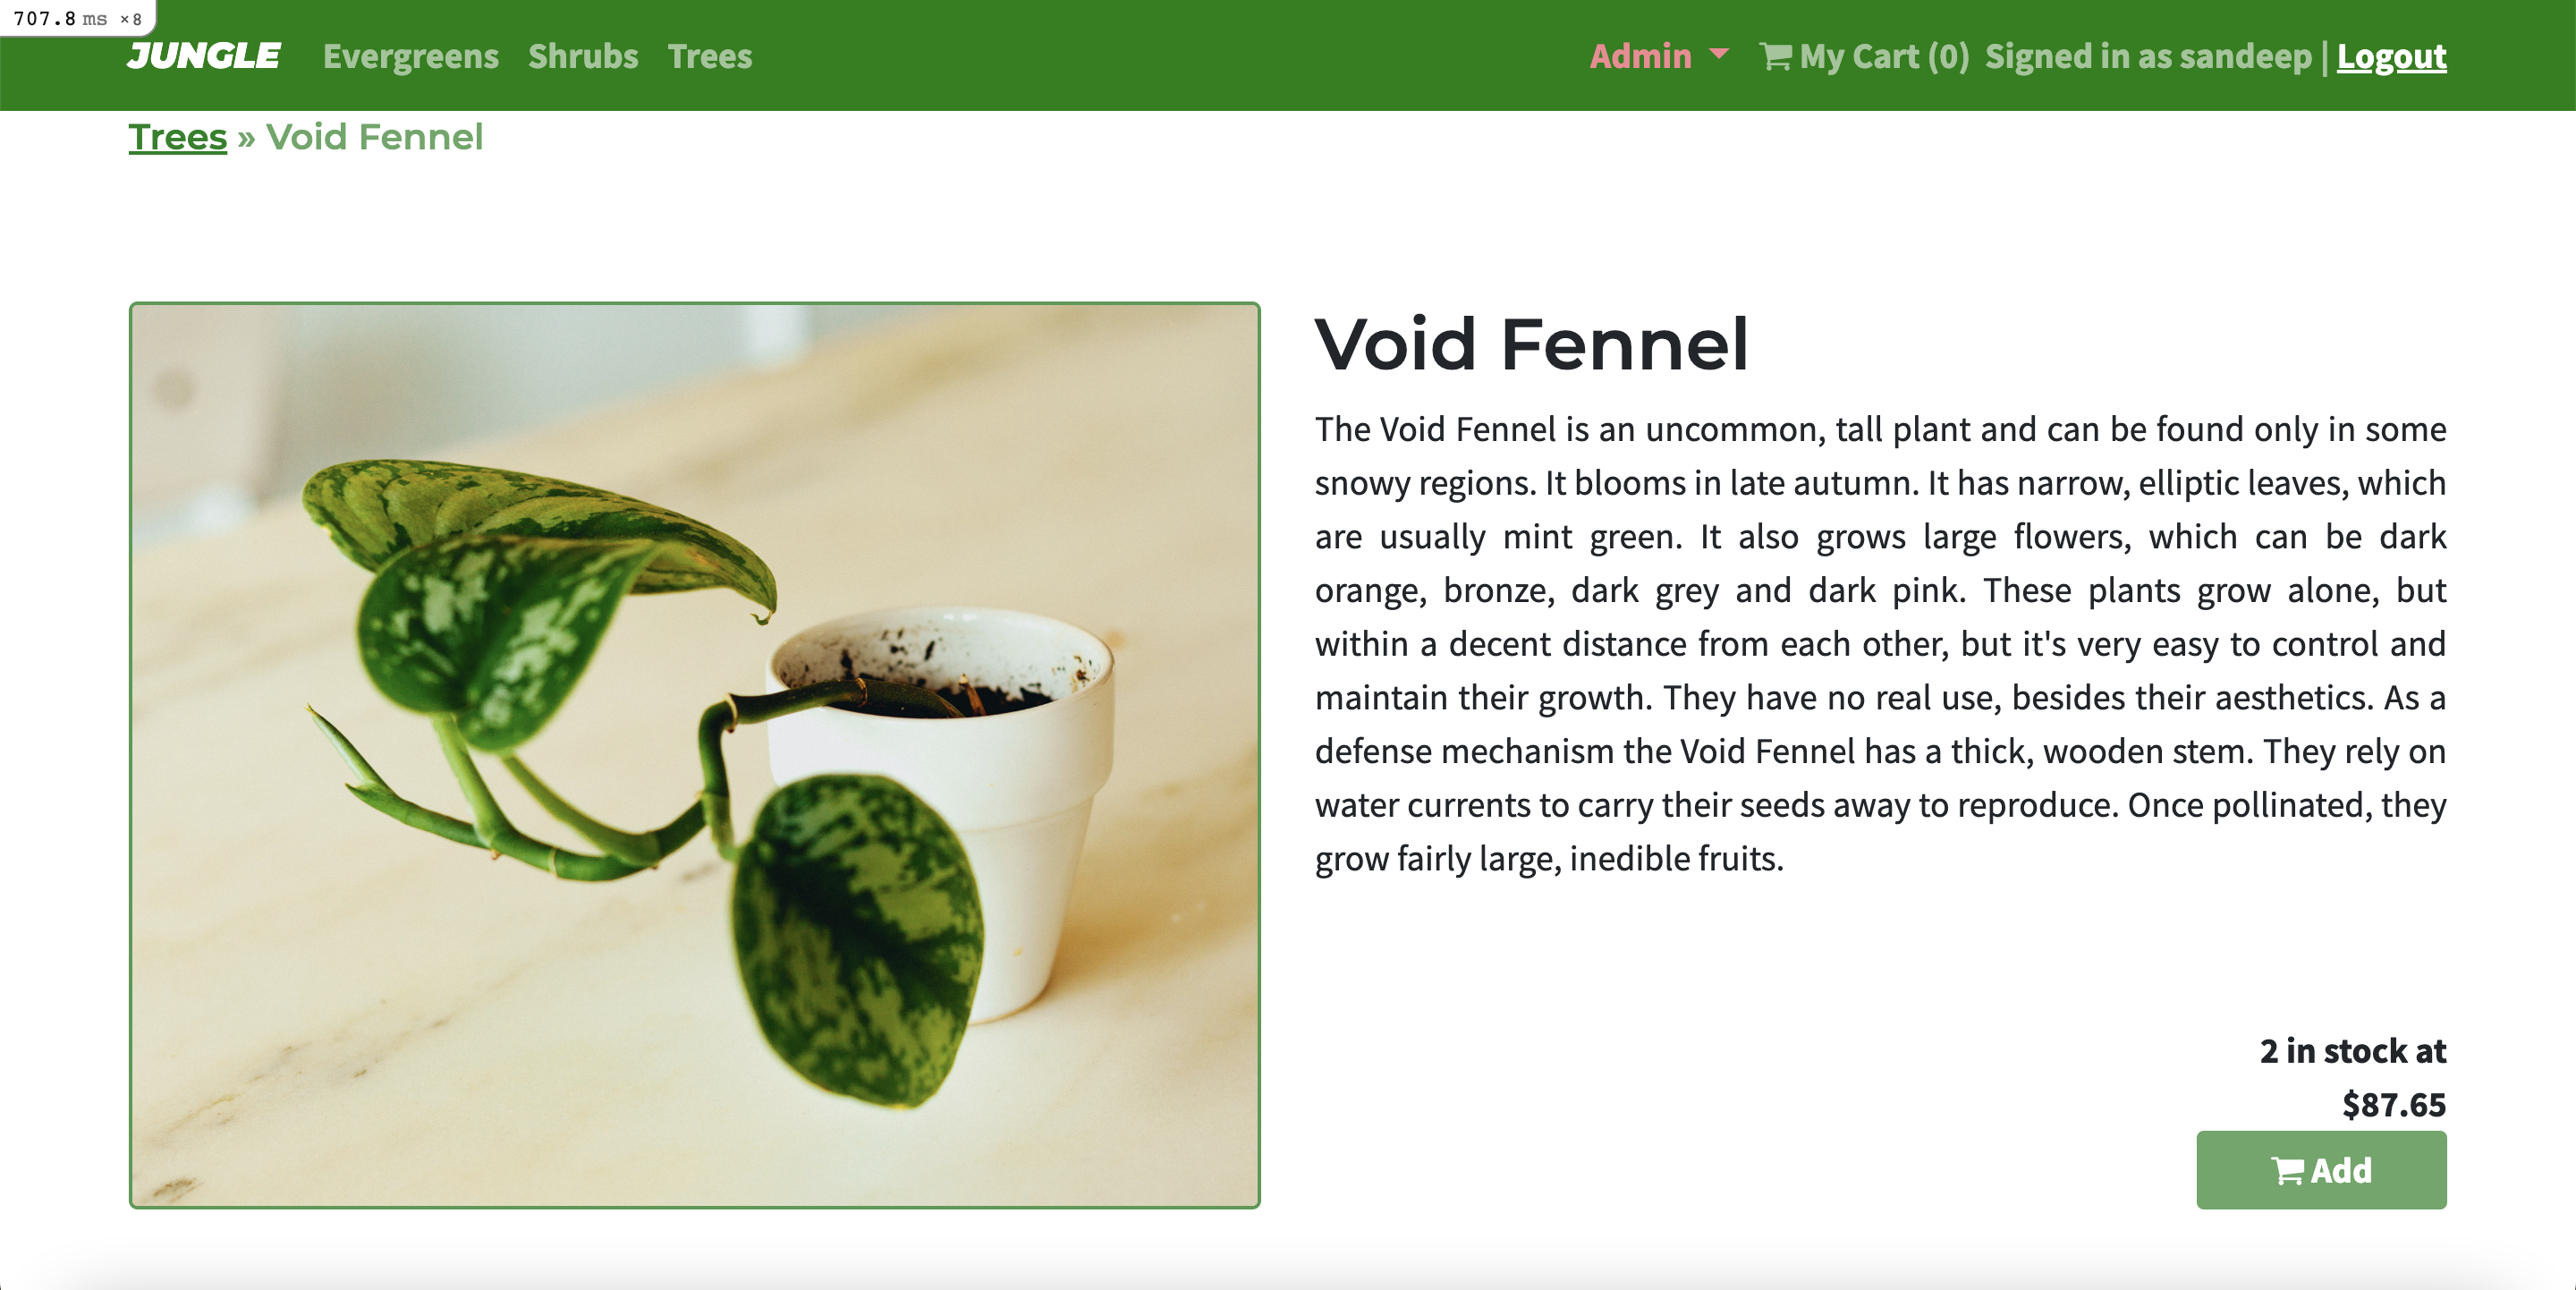 707.8 ms ×8
JUNGLE Evergreens Shrubs Trees Admin My Cart (0) Signed in as sandeep | Logout
Trees » Void Fennel
Void Fennel
The Void Fennel is an uncommon, tall plant and can be found only in some
snowy regions. It blooms in late autumn. It has narrow, elliptic leaves, which
are usually mint green. It also grows large flowers, which can be dark
orange, bronze, dark grey and dark pink. These plants grow alone, but
within a decent distance from each other, but it's very easy to control and
maintain their growth. They have no real use, besides their aesthetics. As a
defense mechanism the Void Fennel has a thick, wooden stem. They rely on
water currents to carry their seeds away to reproduce. Once pollinated, they
grow fairly large, inedible fruits.
2 in stock at
$87.65
Add